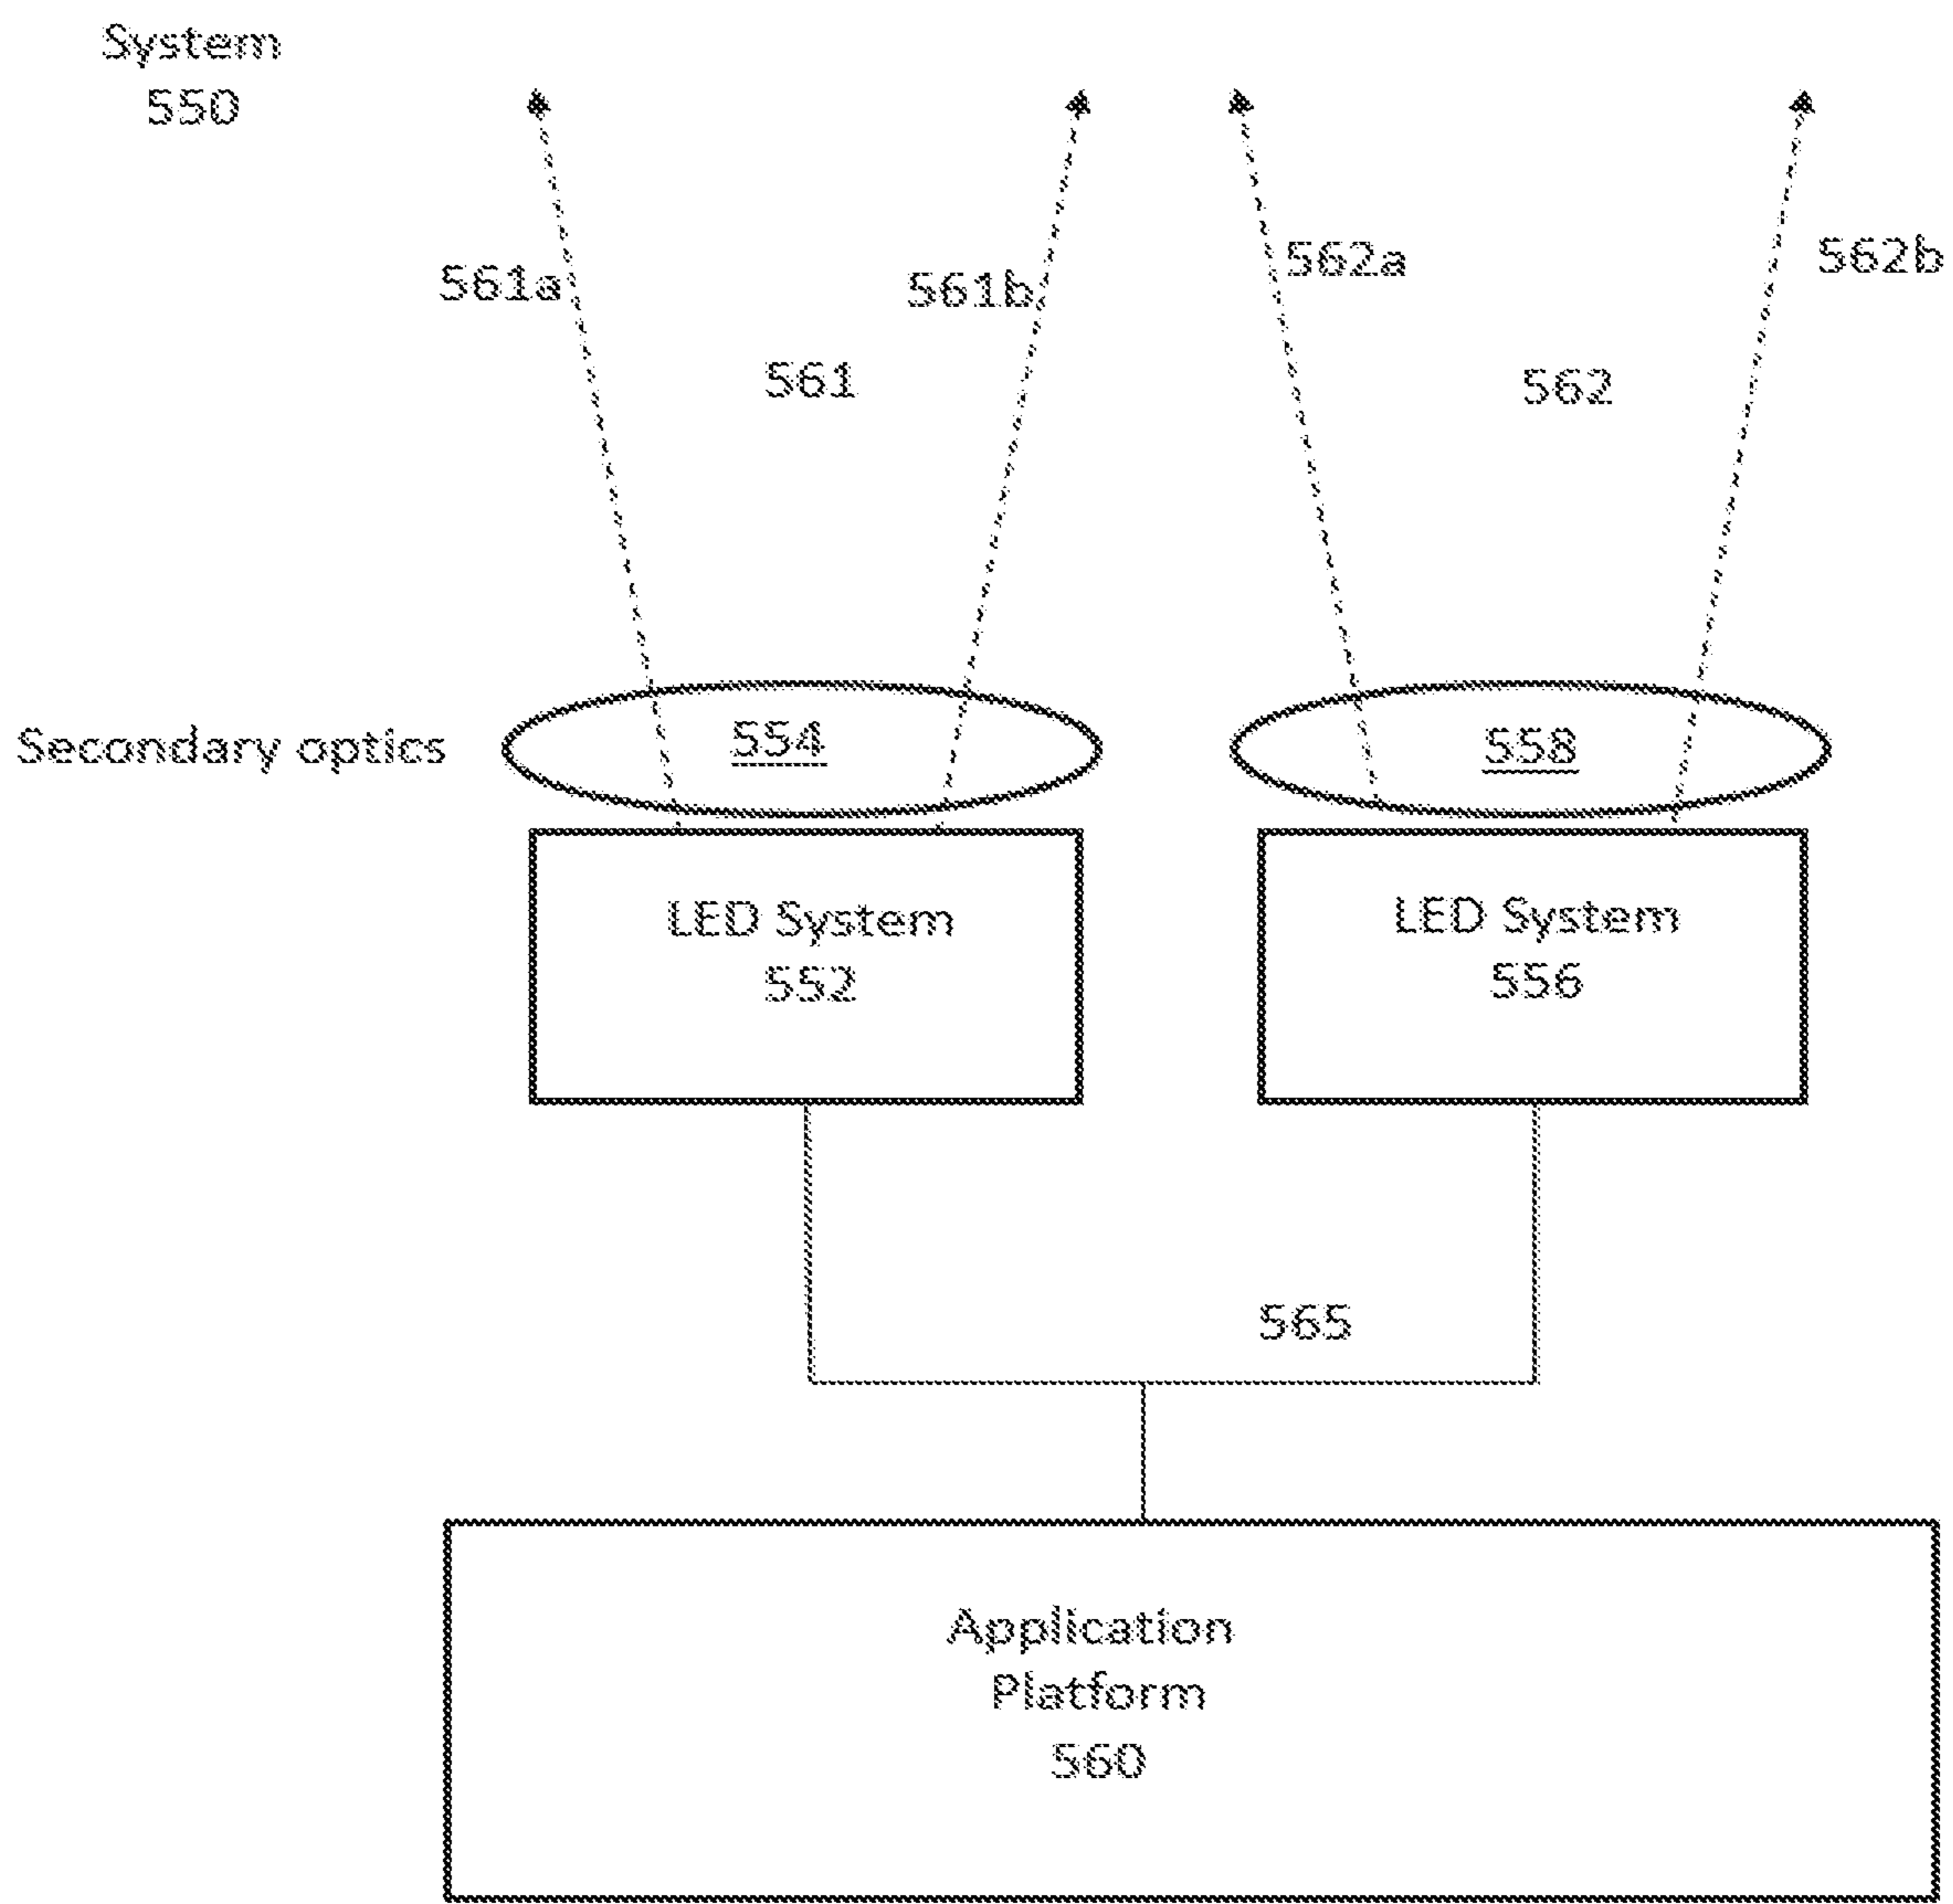 System
550
561a
561b
562a
562b
561
562
Secondary optics
554
558
LED System
552
LED System
556
565
Application
Platform
560